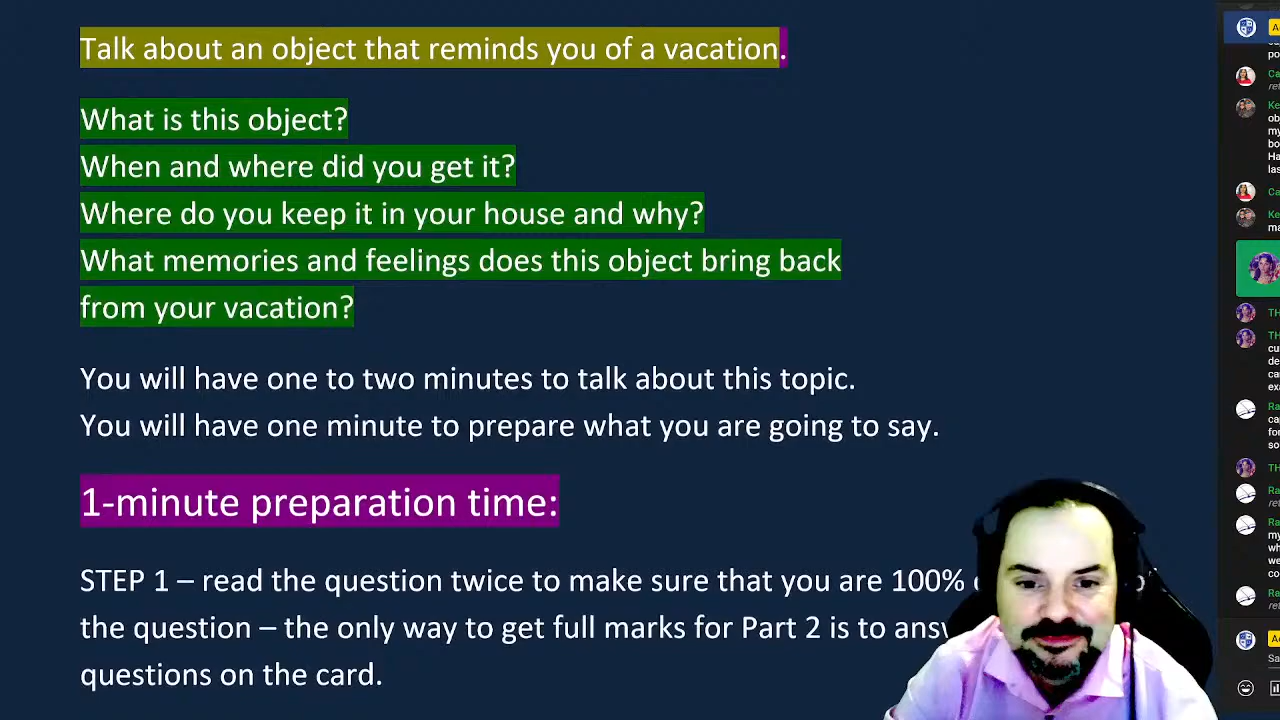 Talk about an object that reminds you of a vacation.
What is this object?
When and where did you get it?
Where do you keep it in your house and why?
What memories and feelings does this object bring back
from your vacation?
You will have one to two minutes to talk about this topic.
You will have one minute to prepare what you are going to say.
1-minute preparation time:
STEP 1 – read the question twice to make sure that you are 100%
the question – the only way to get full marks for Part 2 is to
questions on the card.